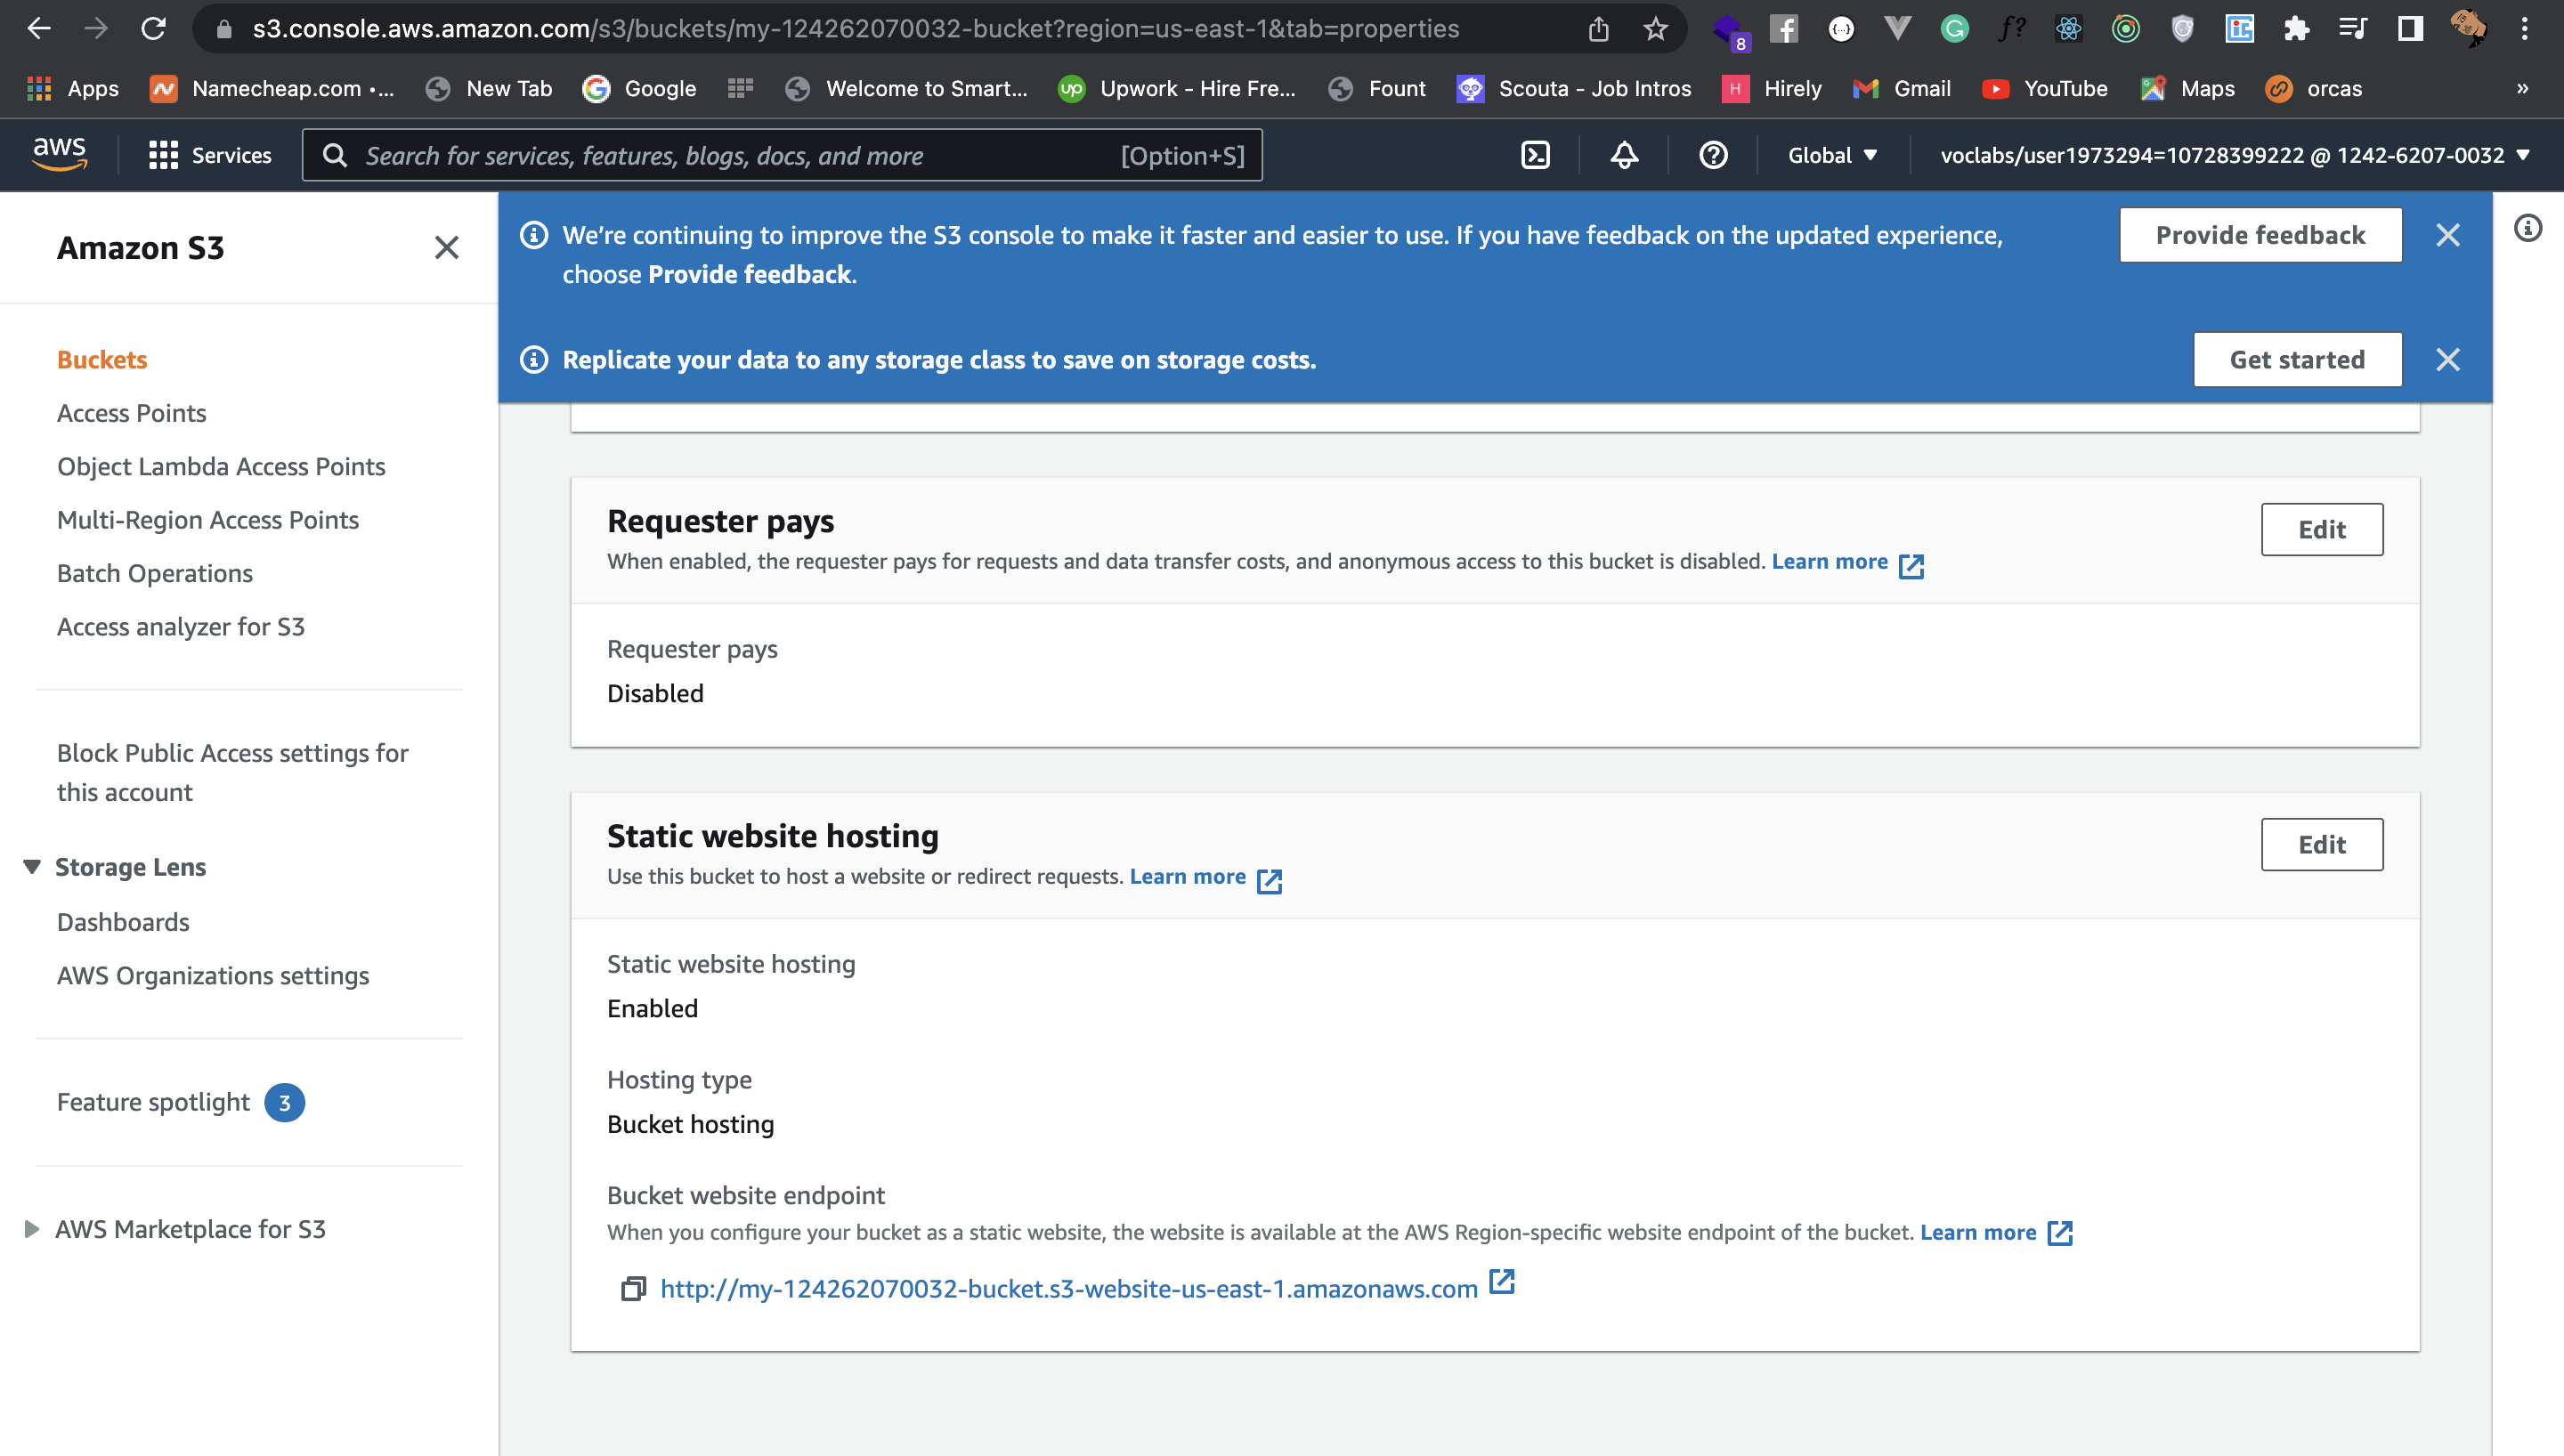 s3.console.aws.amazon.com/s3/buckets/my-124262070032-bucket?region=us-east-1&tab=properties
8
Apps
Namecheap.com •...
New Tab
Google
Welcome to Smart...
up
Upwork - Hire Fre...
Fount
Scouta - Job Intros
H
Hirely
Gmail
YouTube
Maps
orcas
»
aws
Services
Search for services, features, blogs, docs, and more
[Option+S]
Global
voclabs/user1973294=10728399222 @ 1242-6207-0032
Amazon S3
Buckets
Access Points
Object Lambda Access Points
Multi-Region Access Points
Batch Operations
Access analyzer for S3
Block Public Access settings for
this account
Storage Lens
Dashboards
AWS Organizations settings
Feature spotlight 3
AWS Marketplace for S3
We’re continuing to improve the S3 console to make it faster and easier to use. If you have feedback on the updated experience,
choose Provide feedback.
Provide feedback
Replicate your data to any storage class to save on storage costs.
Get started
Requester pays
Edit
When enabled, the requester pays for requests and data transfer costs, and anonymous access to this bucket is disabled. Learn more
Requester pays
Disabled
Static website hosting
Edit
Use this bucket to host a website or redirect requests. Learn more
Static website hosting
Enabled
Hosting type
Bucket hosting
Bucket website endpoint
When you configure your bucket as a static website, the website is available at the AWS Region-specific website endpoint of the bucket. Learn more
http://my-124262070032-bucket.s3-website-us-east-1.amazonaws.com